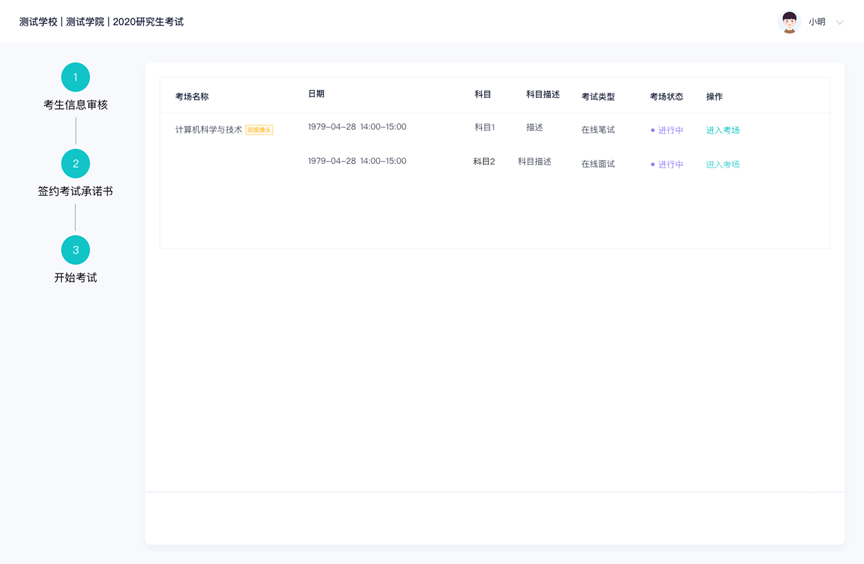 测试学校 | 测试学院 | 2020研究生考试
小明
1
考生信息审核
2
签约考试承诺书
3
开始考试
考场名称 日期 科目 科目描述 考试类型 考场状态 操作
计算机科学与技术 双摄像头 1979-04-28 14:00-15:00 科目1 描述 在线笔试 进行中 进入考场
1979-04-28 14:00-15:00 科目2 科目描述 在线面试 进行中 进入考场